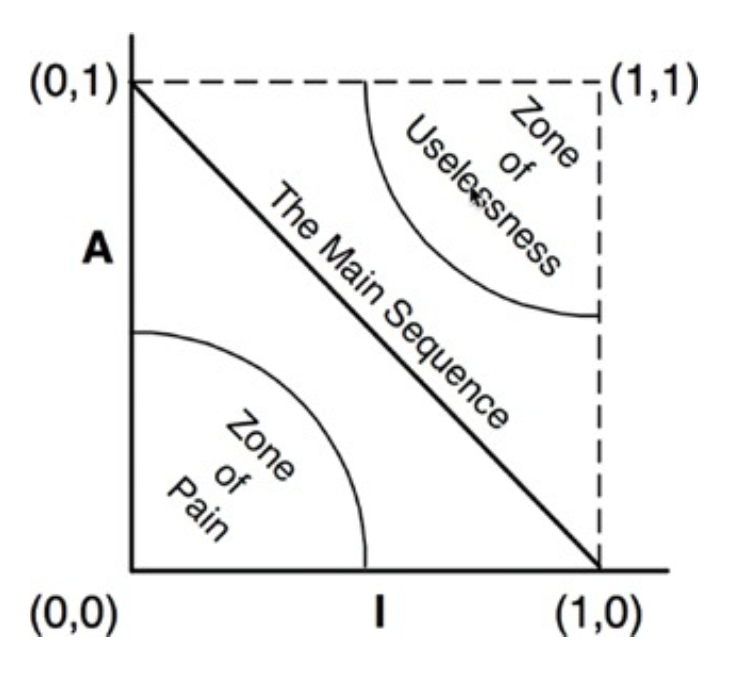 (0,1)
(1,1)
Zone
of
Uselessness
A
The Main Sequence
Zone
of
Pain
(0,0)
I
(1,0)